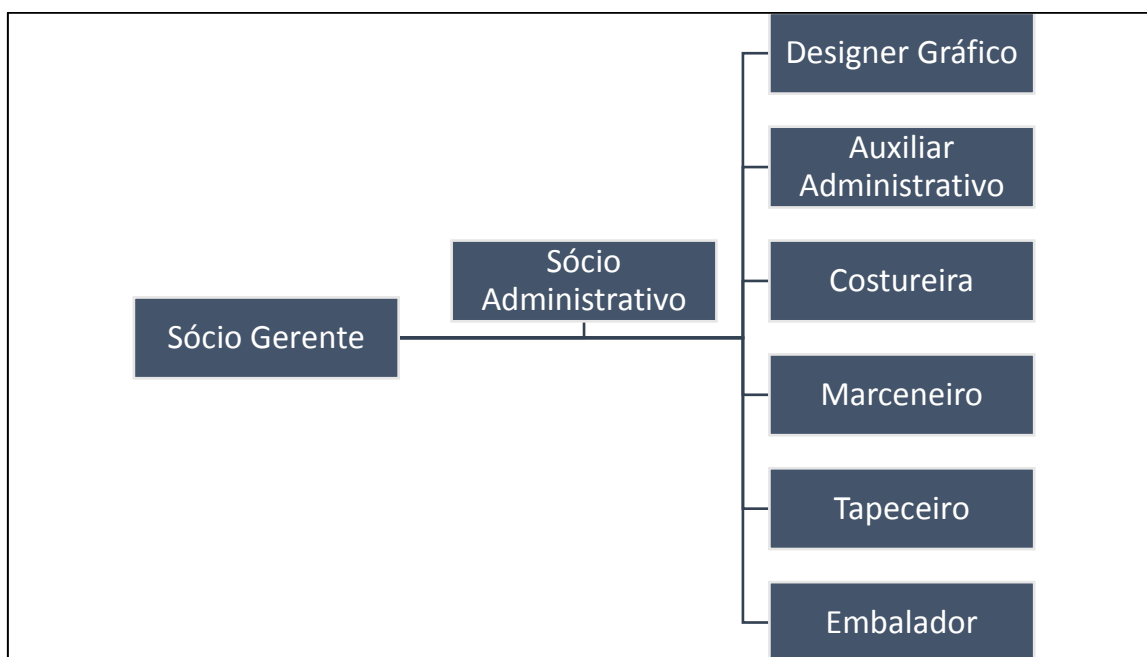 Sócio Gerente
Sócio
Administrativo
Designer Gráfico
Auxiliar
Administrativo
Costureira
Marceneiro
Tapeceiro
Embalador